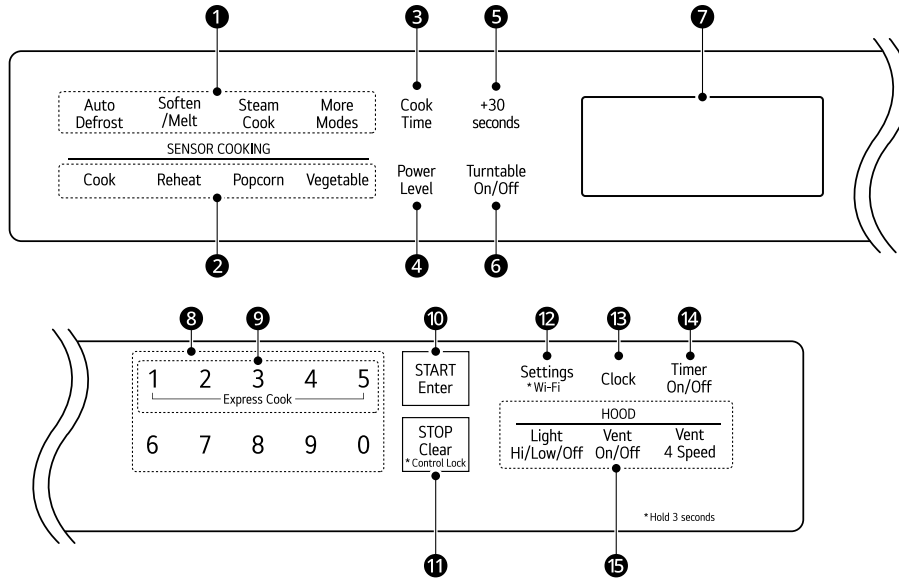 1 3 5 7
Auto Soften Steam More Cook +30
Defrost /Melt Cook Modes Time seconds
SENSOR COOKING
Cook Reheat Popcorn Vegetable Power Turntable
Level On/Off
2 4 6
8 9 10 12 13 14
1 2 3 4 5
Express Cook
6 7 8 9 0
START
Enter
STOP
Clear
* Control Lock
Settings
* Wi-Fi
Clock
Timer
On/Off
HOOD
Light Vent Vent
Hi/Low/Off On/Off 4 Speed
* Hold 3 seconds
11 15